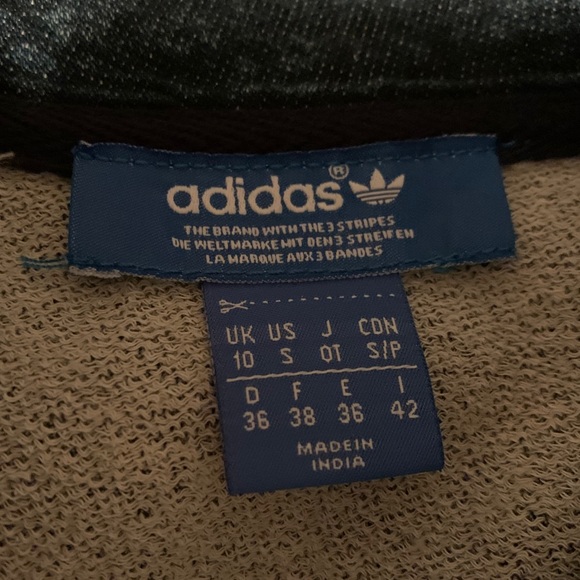 adidas®
THE BRAND WITH THE 3 STRIPES
DIE WELTMARKE MIT DEN 3 STREIFEN
LA MARQUE AUX 3 BANDES
UK US J CDN
10 S OT S/P
D F E I
36 38 36 42
MADE IN
INDIA